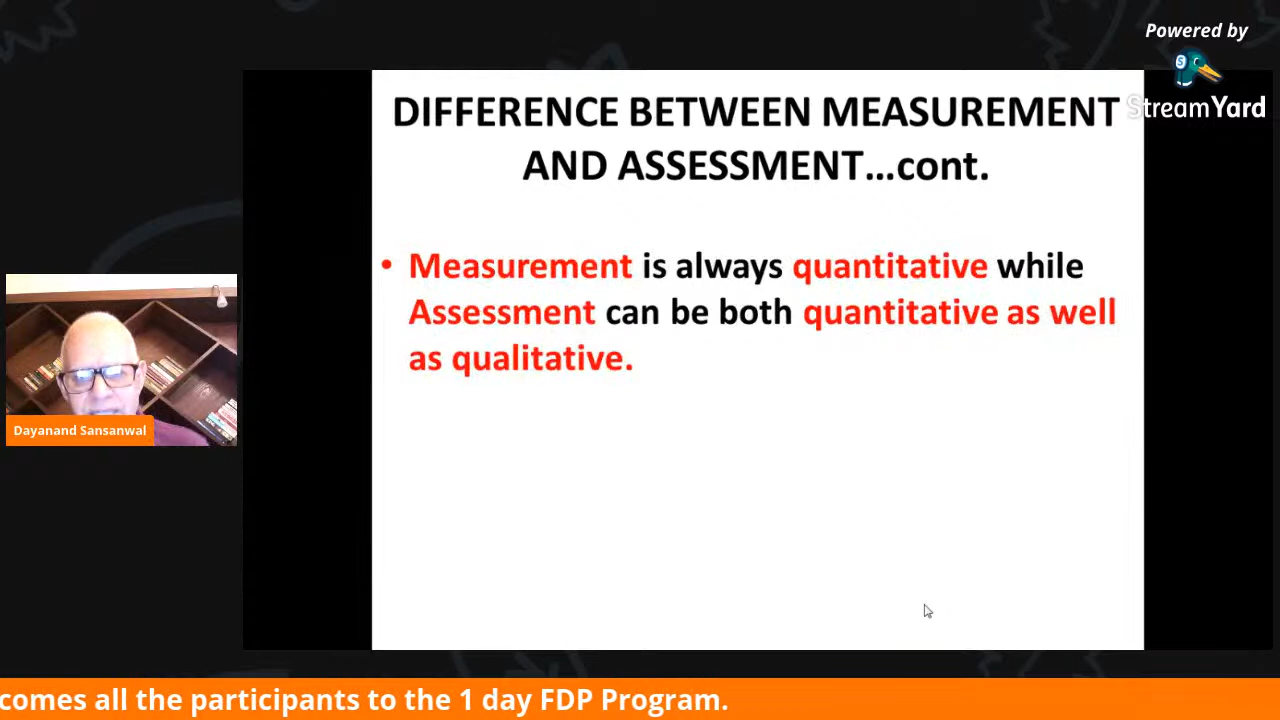 Powered by
StreamYard
DIFFERENCE BETWEEN MEASUREMENT
AND ASSESSMENT...cont.
• Measurement is always quantitative while
Assessment can be both quantitative as well
as qualitative.
Dayanand Sansanwal
comes all the participants to the 1 day FDP Program.